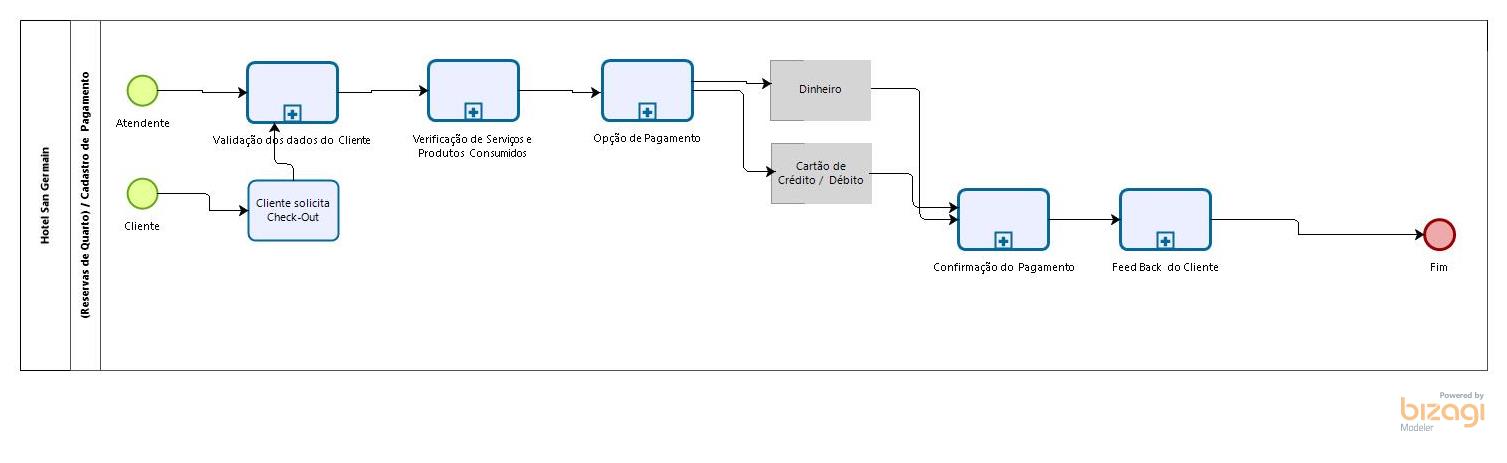 Hotel San Germain
(Reservas de Quarto) / Cadastro de Pagamento
Atendente
Validação dos dados do Cliente
Verificação de Serviços e
Produtos Consumidos
Opção de Pagamento
Dinheiro
Cartão de
Crédito / Débito
Cliente
Cliente solicita
Check-Out
Confirmação do Pagamento
Feed Back do Cliente
Fim
Powered by
bizagi
Modeler